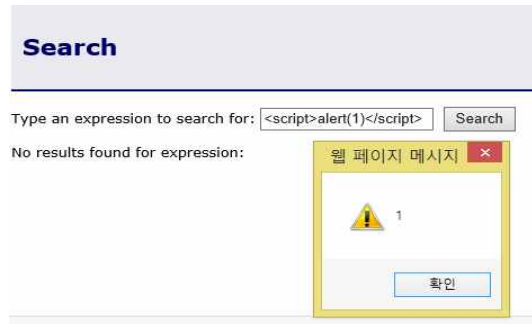 Search
Type an expression to search for: <script>alert(1)</script> Search
No results found for expression:
웹 페이지 메시지
1
확인